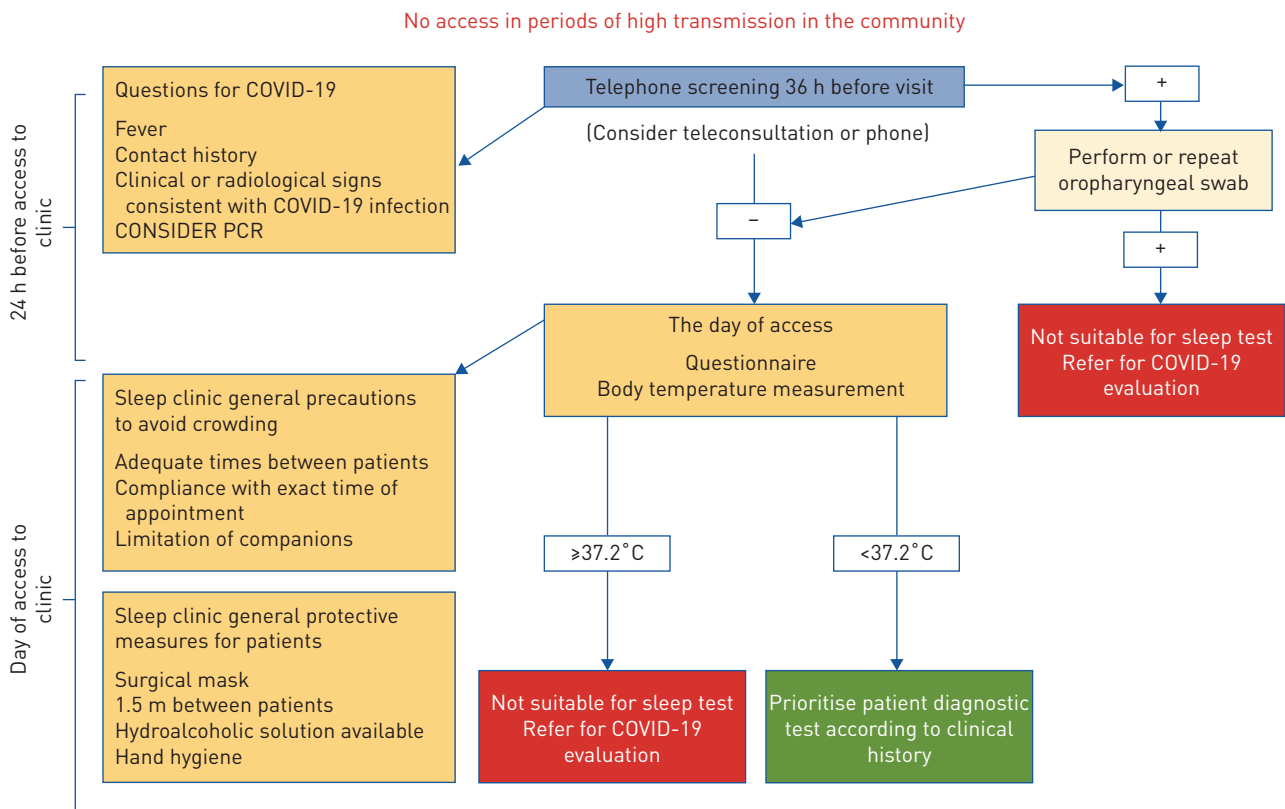 No access in periods of high transmission in the community
24 h before access to
clinic
Questions for COVID-19
Fever
Contact history
Clinical or radiological signs
consistent with COVID-19 infection
CONSIDER PCR
Telephone screening 36 h before visit
(Consider teleconsultation or phone)
+
Perform or repeat
oropharyngeal swab
–
+
Not suitable for sleep test
Refer for COVID-19
evaluation
The day of access
Questionnaire
Body temperature measurement
Day of access to
clinic
Sleep clinic general precautions
to avoid crowding
Adequate times between patients
Compliance with exact time of
appointment
Limitation of companions
≥37.2°C
<37.2°C
Sleep clinic general protective
measures for patients
Surgical mask
1.5 m between patients
Hydroalcoholic solution available
Hand hygiene
Not suitable for sleep test
Refer for COVID-19
evaluation
Prioritise patient diagnostic
test according to clinical
history